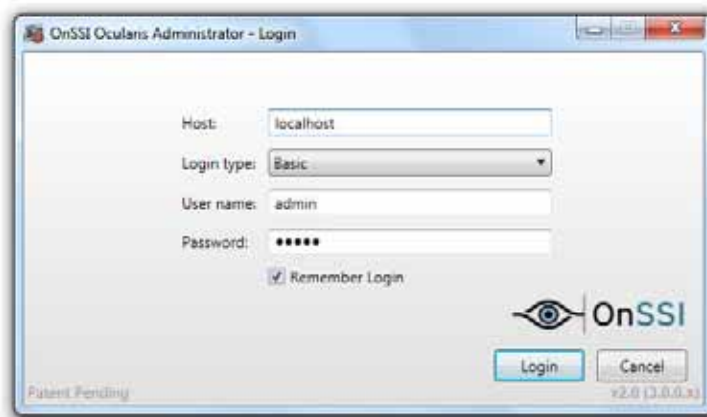 OnSSI Ocularis Administrator - Login
Host: localhost
Login type: Basic
User name: admin
Password: •••••
Remember Login
OnSSI
Login Cancel
Patent Pending v2.0 (3.0.0.x)